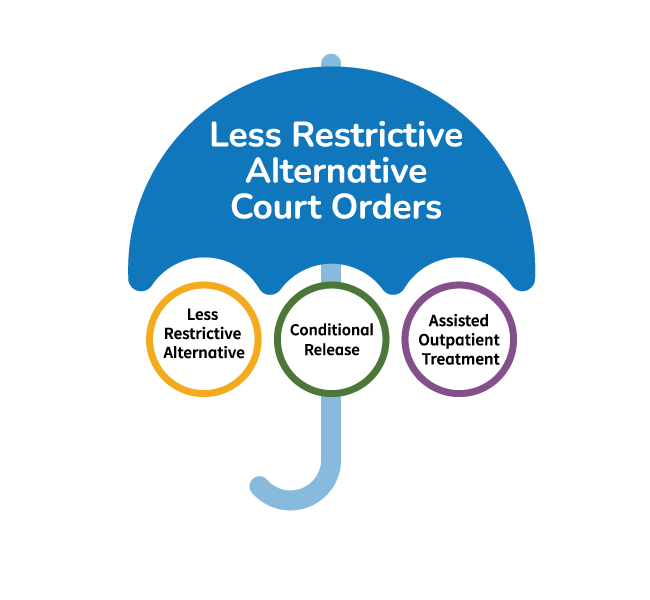 Less Restrictive
Alternative
Court Orders
Less
Restrictive
Alternative
Conditional
Release
Assisted
Outpatient
Treatment